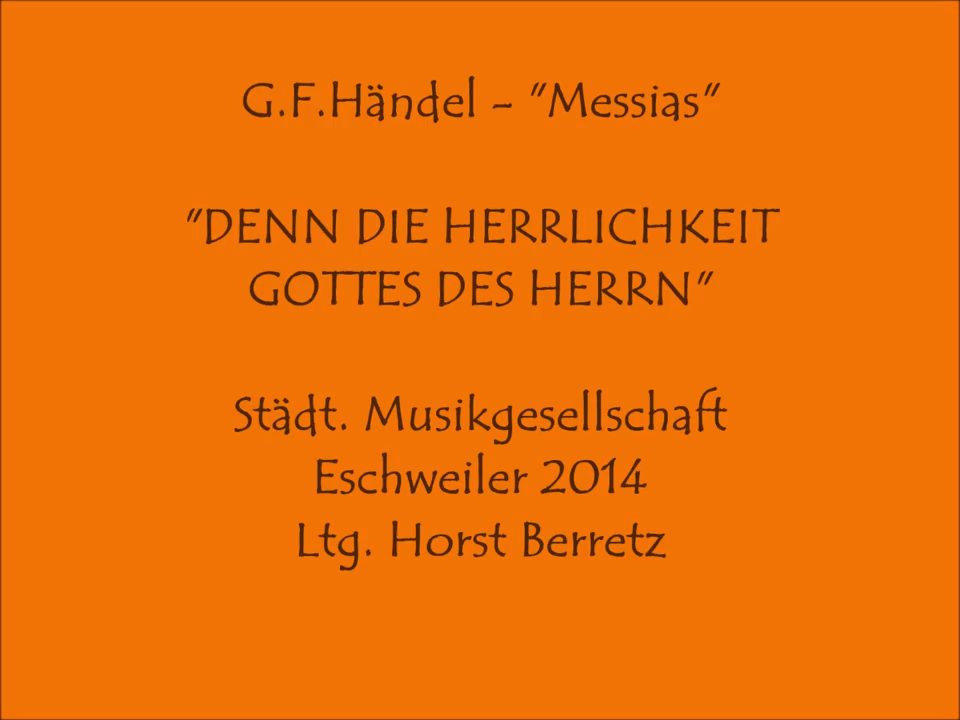 G.F.Händel - "Messias"
"DENN DIE HERRLICHKEIT
GOTTES DES HERRN"
Städt. Musikgesellschaft
Eschweiler 2014
Ltg. Horst Berretz